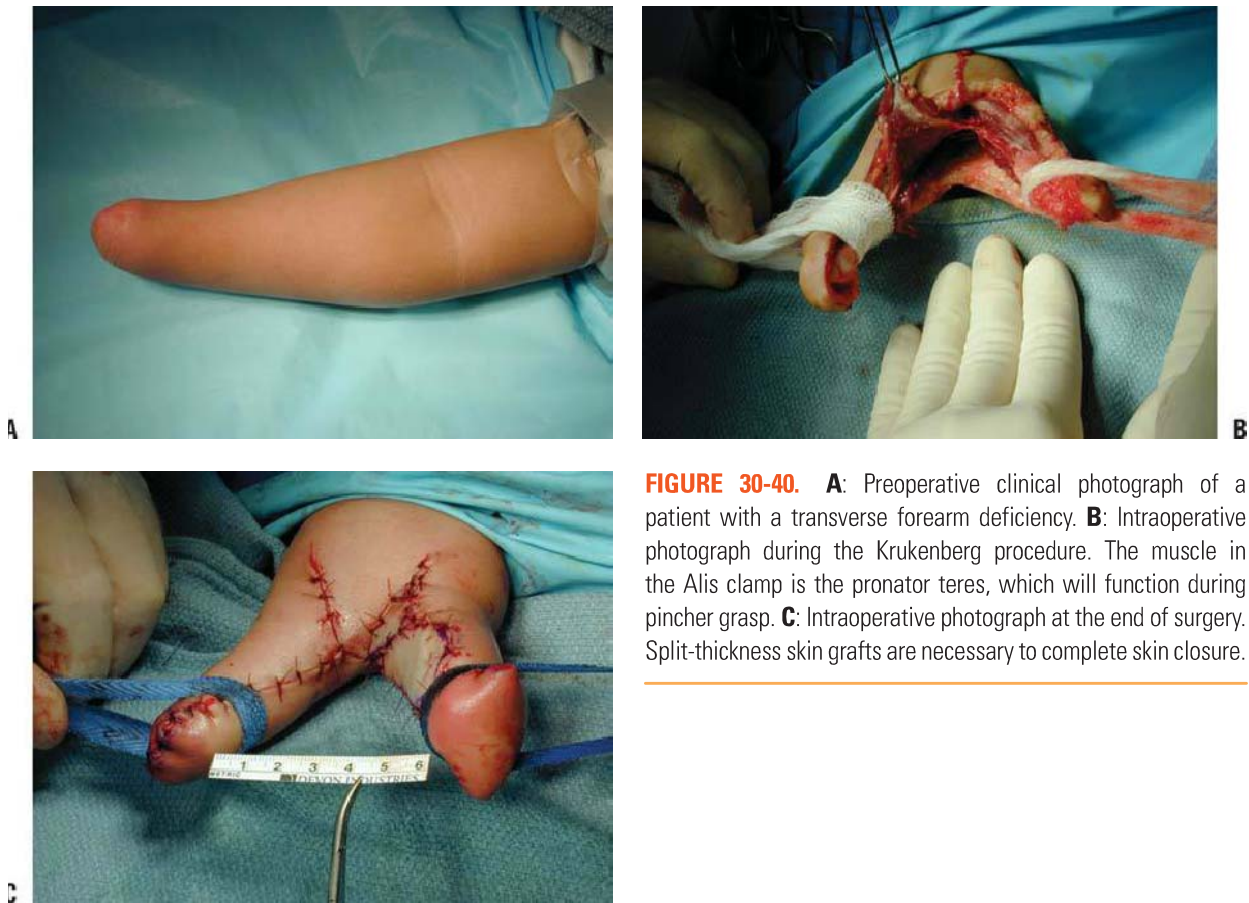 A
B
FIGURE 30-40. A: Preoperative clinical photograph of a
patient with a transverse forearm deficiency. B: Intraoperative
photograph during the Krukenberg procedure. The muscle in
the Alis clamp is the pronator teres, which will function during
pincher grasp. C: Intraoperative photograph at the end of surgery.
Split-thickness skin grafts are necessary to complete skin closure.
1 2 3 4 5 6
METRIC DEVON INDUSTRIES
C